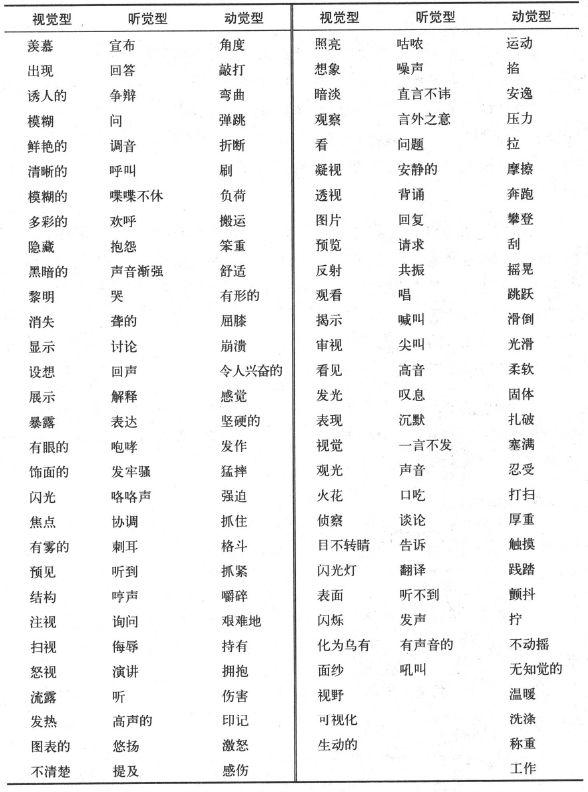 视觉型 听觉型 动觉型 视觉型 听觉型 动觉型
羡慕 宣布 角度 照亮 咕哝 运动
出现 回答 敲打 想象 噪声 掐
诱人的 争辩 弯曲 暗淡 直言不讳 安逸
模糊 问 弹跳 观察 言外之意 压力
鲜艳的 调音 折断 看 问题 拉
清晰的 呼叫 刷 凝视 安静的 摩擦
模糊的 喋喋不休 负荷 透视 背诵 奔跑
多彩的 欢呼 搬运 图片 回复 攀登
隐藏 抱怨 笨重 预览 请求 刮
黑暗的 声音渐强 舒适 反射 共振 摇晃
黎明 哭 有形的 观看 唱 跳跃
消失 聋的 屈膝 揭示 喊叫 滑倒
显示 讨论 崩溃 审视 尖叫 光滑
设想 回声 令人兴奋的 看见 高音 柔软
展示 解释 感觉 发光 叹息 固体
暴露 表达 坚硬的 表现 沉默 扎破
有眼的 咆哮 发作 视觉 一言不发 塞满
饰面的 发牢骚 猛摔 观光 声音 忍受
闪光 咯咯声 强迫 火花 口吃 打扫
焦点 协调 抓住 侦察 谈论 厚重
有雾的 刺耳 格斗 目不转睛 告诉 触摸
预见 听到 抓紧 闪光灯 翻译 践踏
结构 哼声 嚼碎 表面 听不到 颤抖
注视 询问 艰难地 闪烁 发声 拧
扫视 侮辱 持有 化为乌有 有声音的 不动摇
怒视 演讲 拥抱 面纱 吼叫 无知觉的
流露 听 伤害 视野 温暖
发热 高声的 印记 可视化 洗涤
图表的 悠扬 激怒 生动的 称重
不清楚 提及 感伤 工作